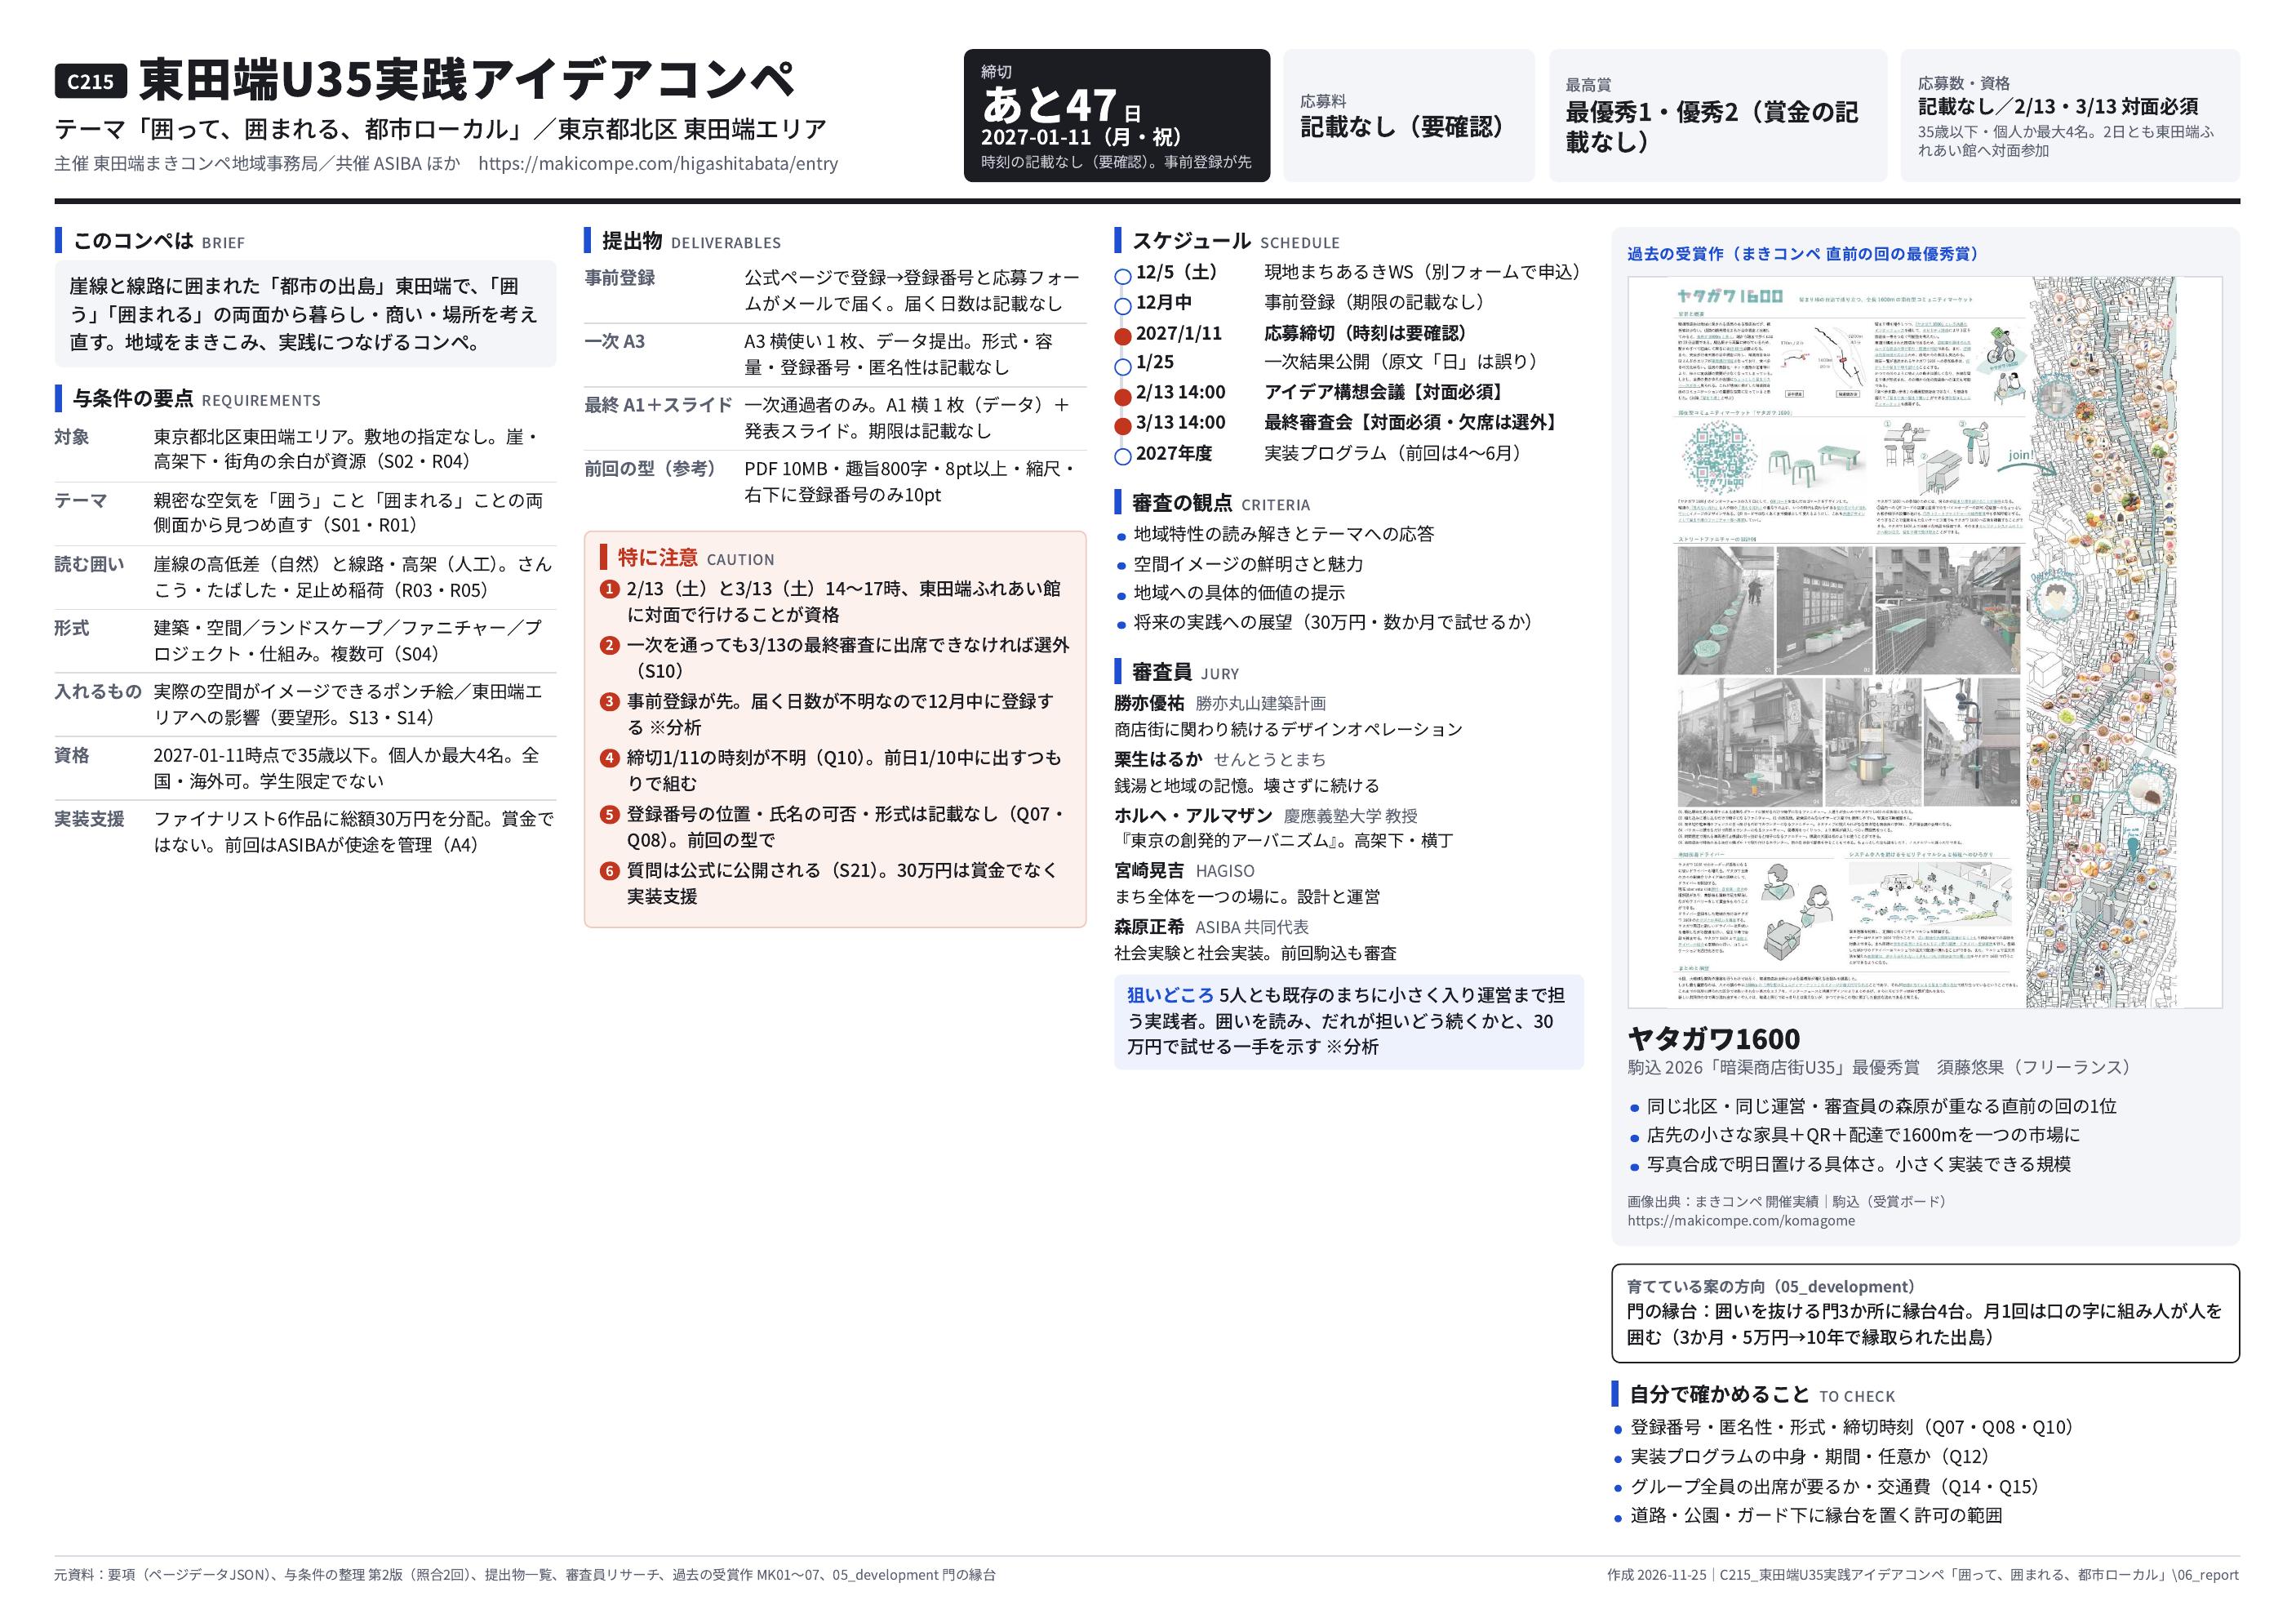 C215 東田端U35実践アイデアコンペ
テーマ「囲って、囲まれる、都市ローカル」／東京都北区 東田端エリア
主催 東田端まきコンペ地域事務局／共催 ASIBA ほか　https://makicompe.com/higashitabata/entry
締切
あと47日
2027-01-11（月・祝）
時刻の記載なし（要確認）。事前登録が先
応募料
記載なし（要確認）
最高賞
最優秀1・優秀2（賞金の記
載なし）
応募数・資格
記載なし／2/13・3/13 対面必須
35歳以下・個人か最大4名。2日とも東田端ふ
れあい館へ対面参加
このコンペは BRIEF
崖線と線路に囲まれた「都市の出島」東田端で、「囲
う」「囲まれる」の両面から暮らし・商い・場所を考え
直す。地域をまきこみ、実践につなげるコンペ。
与条件の要点 REQUIREMENTS
対象 東京都北区東田端エリア。敷地の指定なし。崖・
高架下・街角の余白が資源（S02・R04）
テーマ 親密な空気を「囲う」こと「囲まれる」ことの両
側面から見つめ直す（S01・R01）
読む囲い 崖線の高低差（自然）と線路・高架（人工）。さん
こう・たばした・足止め稲荷（R03・R05）
形式 建築・空間／ランドスケープ／ファニチャー／プ
ロジェクト・仕組み。複数可（S04）
入れるもの 実際の空間がイメージできるポンチ絵／東田端エ
リアへの影響（要望形。S13・S14）
資格 2027-01-11時点で35歳以下。個人か最大4名。全
国・海外可。学生限定でない
実装支援 ファイナリスト6作品に総額30万円を分配。賞金で
はない。前回はASIBAが使途を管理（A4）
提出物 DELIVERABLES
事前登録 公式ページで登録→登録番号と応募フォー
ムがメールで届く。届く日数は記載なし
一次 A3 A3 横使い 1 枚、データ提出。形式・容
量・登録番号・匿名性は記載なし
最終 A1＋スライド 一次通過者のみ。A1 横 1 枚（データ）＋
発表スライド。期限は記載なし
前回の型（参考） PDF 10MB・趣旨800字・8pt以上・縮尺・
右下に登録番号のみ10pt
特に注意 CAUTION
1 2/13（土）と3/13（土）14〜17時、東田端ふれあい館
に対面で行けることが資格
2 一次を通っても3/13の最終審査に出席できなければ選外
（S10）
3 事前登録が先。届く日数が不明なので12月中に登録す
る ※分析
4 締切1/11の時刻が不明（Q10）。前日1/10中に出すつも
りで組む
5 登録番号の位置・氏名の可否・形式は記載なし（Q07・
Q08）。前回の型で
6 質問は公式に公開される（S21）。30万円は賞金でなく
実装支援
スケジュール SCHEDULE
12/5（土） 現地まちあるきWS（別フォームで申込）
12月中 事前登録（期限の記載なし）
2027/1/11 応募締切（時刻は要確認）
1/25 一次結果公開（原文「日」は誤り）
2/13 14:00 アイデア構想会議【対面必須】
3/13 14:00 最終審査会【対面必須・欠席は選外】
2027年度 実装プログラム（前回は4〜6月）
審査の観点 CRITERIA
地域特性の読み解きとテーマへの応答
空間イメージの鮮明さと魅力
地域への具体的価値の提示
将来の実践への展望（30万円・数か月で試せるか）
審査員 JURY
勝亦優祐 勝亦丸山建築計画
商店街に関わり続けるデザインオペレーション
栗生はるか せんとうとまち
銭湯と地域の記憶。壊さずに続ける
ホルヘ・アルマザン 慶應義塾大学 教授
『東京の創発的アーバニズム』。高架下・横丁
宮崎晃吉 HAGISO
まち全体を一つの場に。設計と運営
森原正希 ASIBA 共同代表
社会実験と社会実装。前回駒込も審査
狙いどころ 5人とも既存のまちに小さく入り運営まで担
う実践者。囲いを読み、だれが担いどう続くかと、30
万円で試せる一手を示す ※分析
過去の受賞作（まきコンペ 直前の回の最優秀賞）
ヤタガワ1600
join!
ヤタガワ1600
駒込 2026「暗渠商店街U35」最優秀賞　須藤悠果（フリーランス）
同じ北区・同じ運営・審査員の森原が重なる直前の回の1位
店先の小さな家具＋QR＋配達で1600mを一つの市場に
写真合成で明日置ける具体さ。小さく実装できる規模
画像出典：まきコンペ 開催実績｜駒込（受賞ボード）
https://makicompe.com/komagome
育てている案の方向（05_development）
門の縁台：囲いを抜ける門3か所に縁台4台。月1回は口の字に組み人が人を
囲む（3か月・5万円→10年で縁取られた出島）
自分で確かめること TO CHECK
登録番号・匿名性・形式・締切時刻（Q07・Q08・Q10）
実装プログラムの中身・期間・任意か（Q12）
グループ全員の出席が要るか・交通費（Q14・Q15）
道路・公園・ガード下に縁台を置く許可の範囲
元資料：要項（ページデータJSON）、与条件の整理 第2版（照合2回）、提出物一覧、審査員リサーチ、過去の受賞作 MK01〜07、05_development 門の縁台
作成 2026-11-25｜C215_東田端U35実践アイデアコンペ「囲って、囲まれる、都市ローカル」\06_report